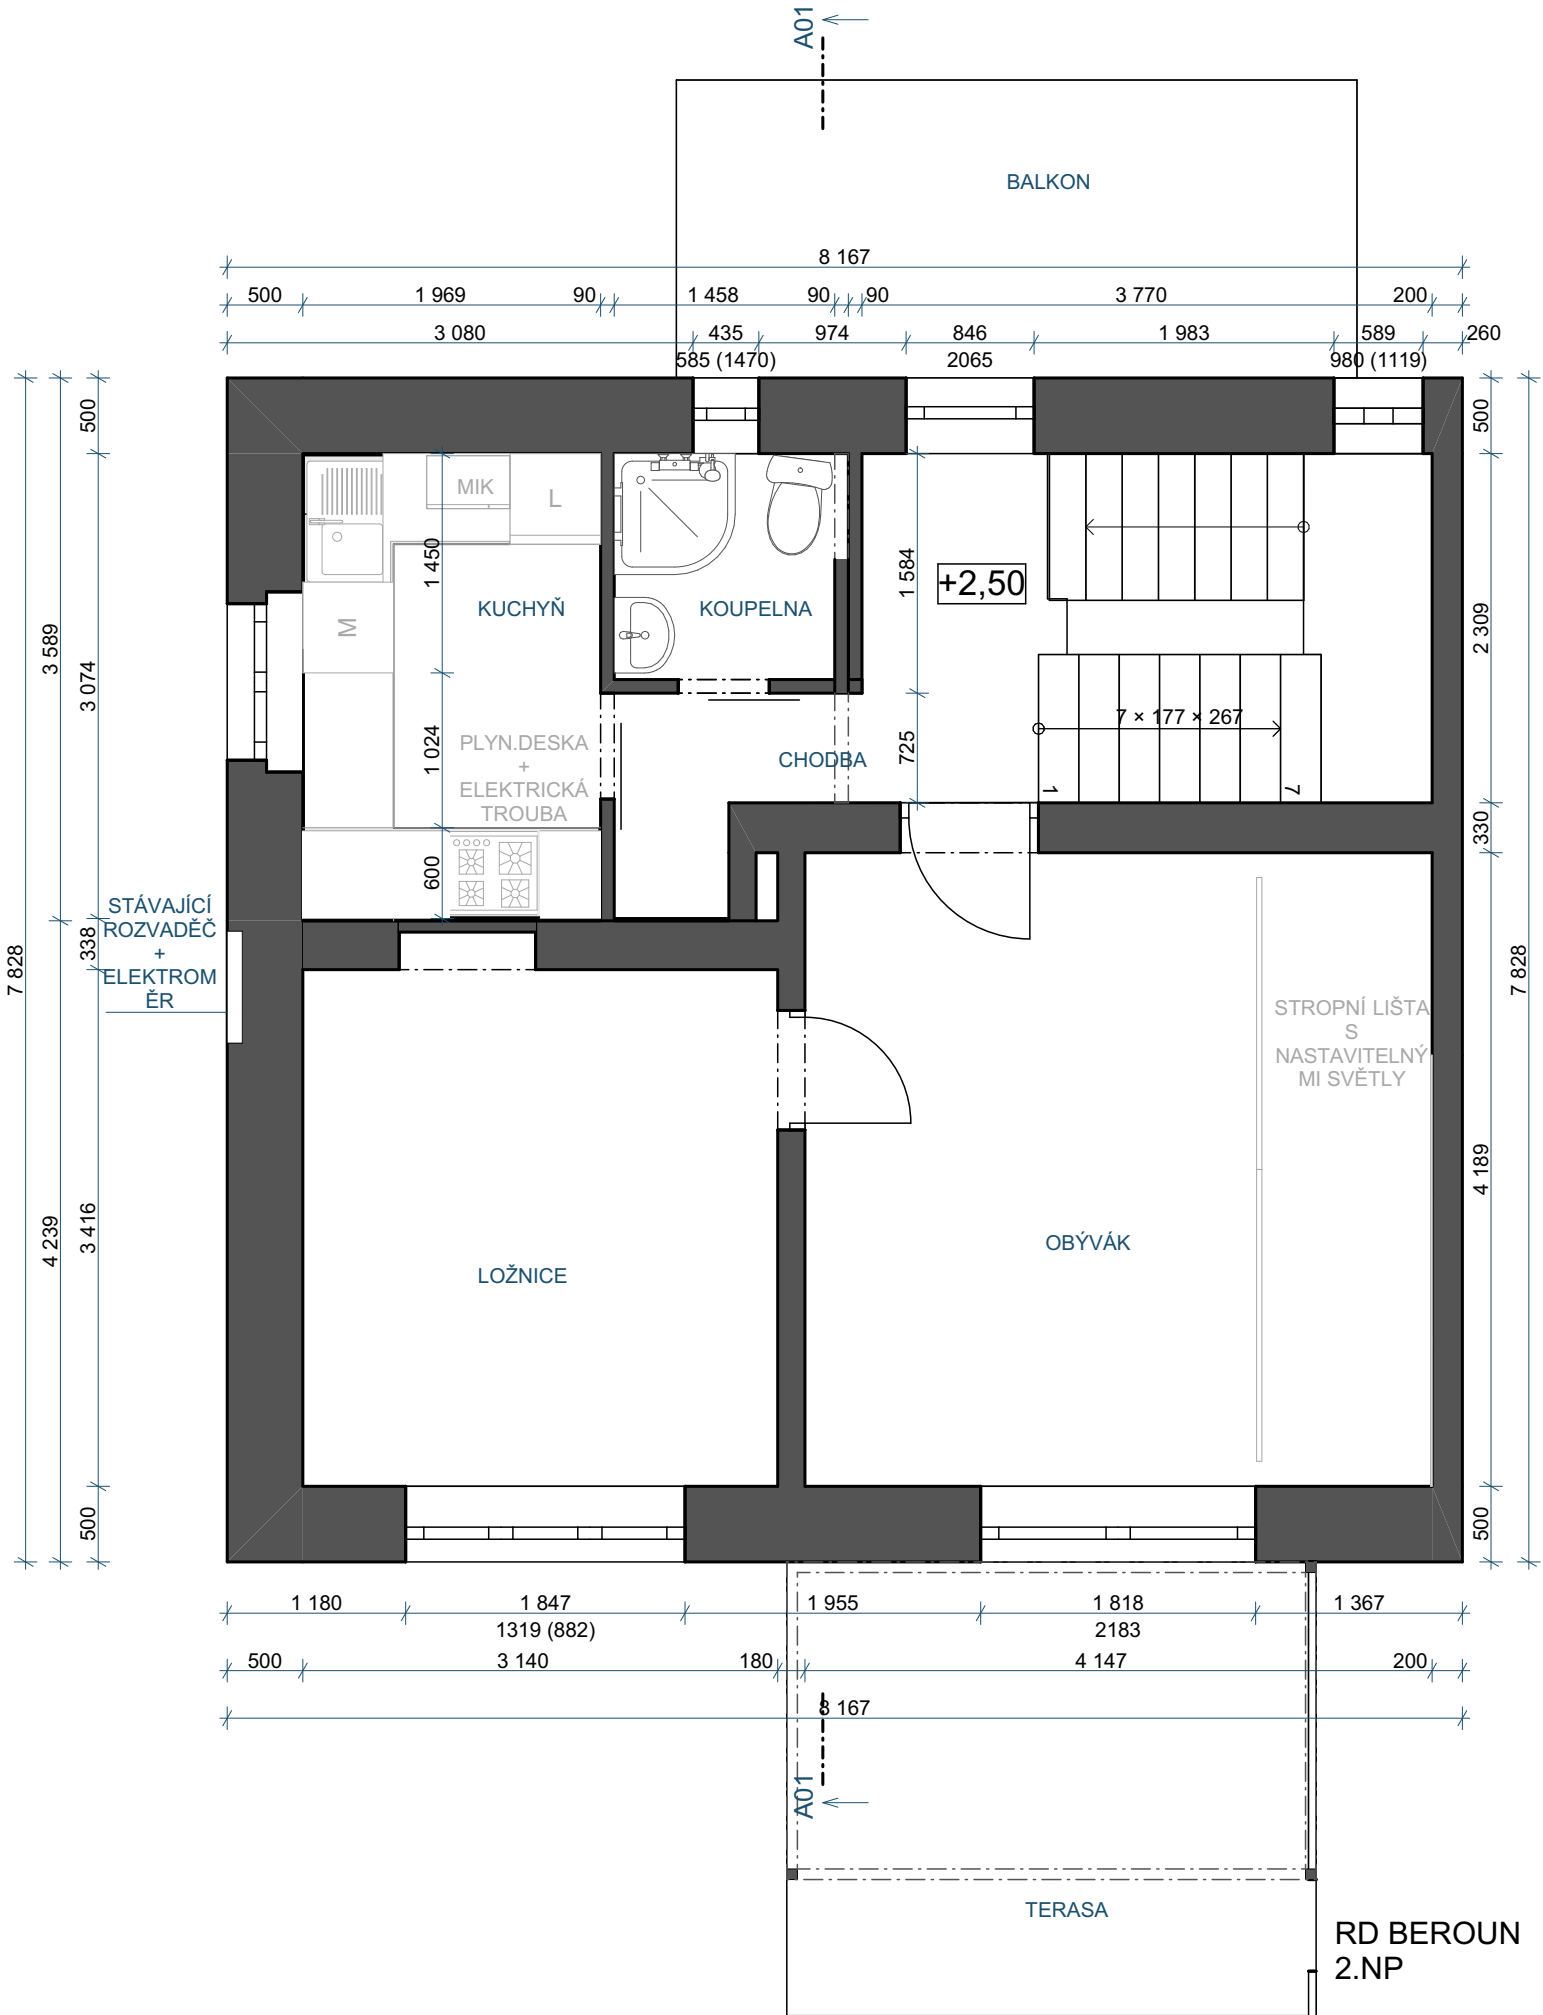 A01
BALKON
8 167
500
1 969
90
1 458
90
90
3 770
200
3 080
435
974
846
1 983
589
260
585 (1470)
2065
980 (1119)
500
500
MIK
L
1 450
1 584
+2,50
KUCHYŇ
KOUPELNA
M
3 589
3 074
2 309
7 × 177 × 267
1 024
PLYN.DESKA
+
ELEKTRICKÁ
TROUBA
725
CHODBA
1
7
330
600
STÁVAJÍCÍ
ROZVADĚČ
+
ELEKTROM
ĚR
338
7 828
7 828
STROPNÍ LIŠTA
S
NASTAVITELNÝ
MI SVĚTLY
4 189
4 239
3 416
OBÝVÁK
LOŽNICE
500
500
1 180
1 847
1 955
1 818
1 367
1319 (882)
2183
500
3 140
180
4 147
200
8 167
A01
TERASA
RD BEROUN
2.NP